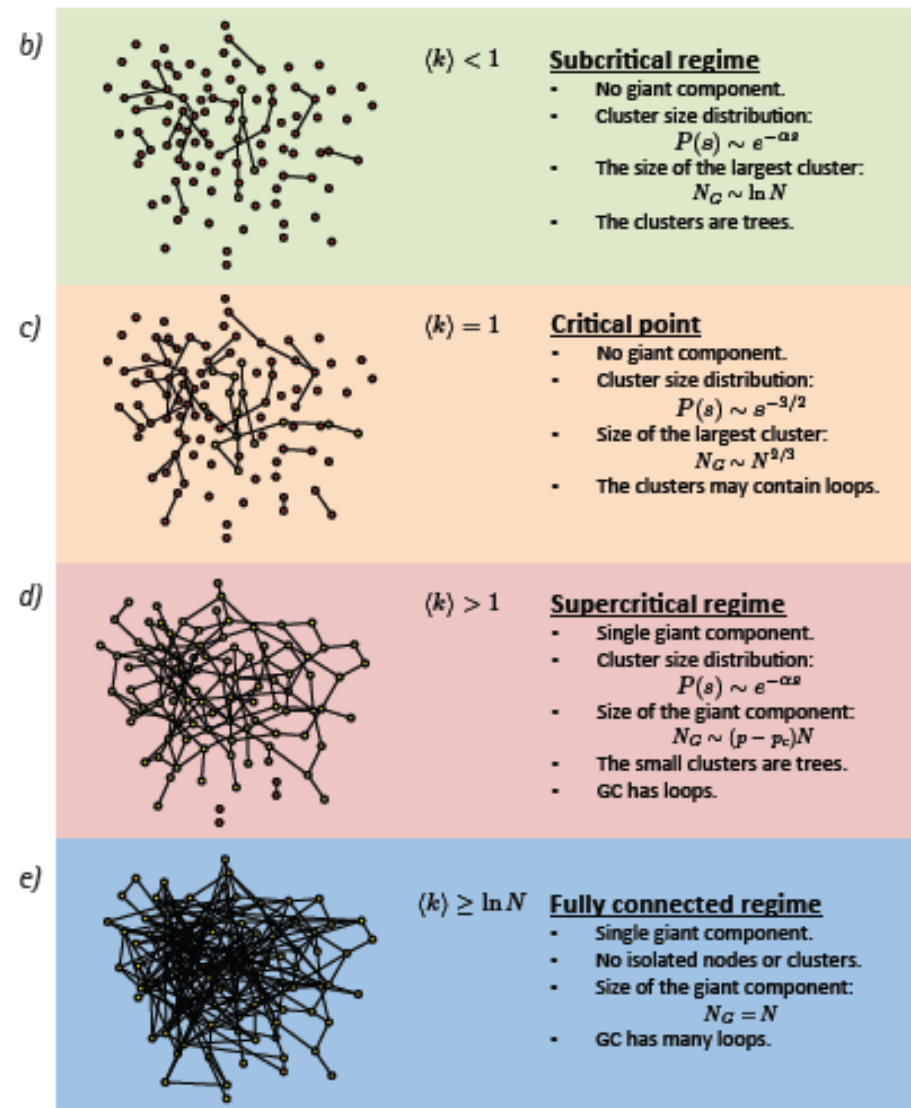 b)
⟨k⟩ < 1
Subcritical regime
- No giant component.
- Cluster size distribution:
P(s) ∼ e^{−αs}
- The size of the largest cluster:
N_G ∼ ln N
- The clusters are trees.
c)
⟨k⟩ = 1
Critical point
- No giant component.
- Cluster size distribution:
P(s) ∼ s^{−3/2}
- Size of the largest cluster:
N_G ∼ N^{2/3}
- The clusters may contain loops.
d)
⟨k⟩ > 1
Supercritical regime
- Single giant component.
- Cluster size distribution:
P(s) ∼ e^{−αs}
- Size of the giant component:
N_G ∼ (p − p_c)N
- The small clusters are trees.
- GC has loops.
e)
⟨k⟩ ≥ ln N
Fully connected regime
- Single giant component.
- No isolated nodes or clusters.
- Size of the giant component:
N_G = N
- GC has many loops.